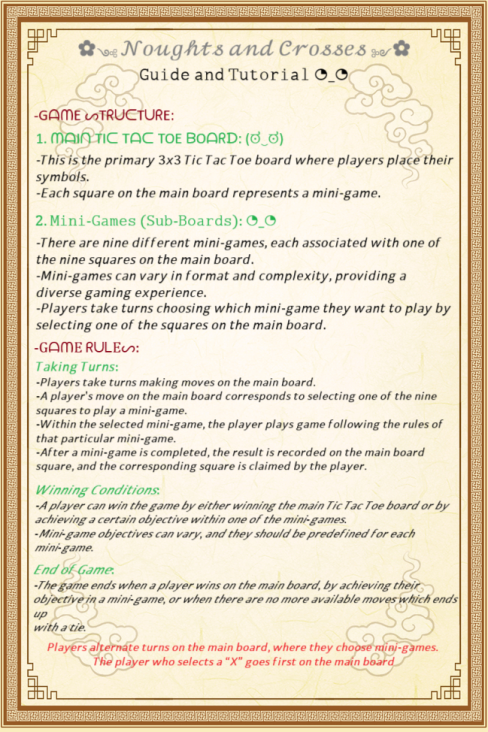 Noughts and Crosses
Guide and Tutorial ◔_◔
-GAME STRUCTURE:
1. MAIN TIC TAC TOE BOARD: (ಠ_ಠ)
-This is the primary 3x3 Tic Tac Toe board where players place their
symbols.
-Each square on the main board represents a mini-game.
2. Mini-Games (Sub-Boards): ◔_◔
-There are nine different mini-games, each associated with one of
the nine squares on the main board.
-Mini-games can vary in format and complexity, providing a
diverse gaming experience.
-Players take turns choosing which mini-game they want to play by
selecting one of the squares on the main board.
-GAME RULES:
Taking Turns:
-Players take turns making moves on the main board.
-A player's move on the main board corresponds to selecting one of the nine
squares to play a mini-game.
-Within the selected mini-game, the player plays game following the rules of
that particular mini-game.
-After a mini-game is completed, the result is recorded on the main board
square, and the corresponding square is claimed by the player.
Winning Conditions:
-A player can win the game by either winning the main Tic Tac Toe board or by
achieving a certain objective within one of the mini-games.
-Mini-game objectives can vary, and they should be predefined for each
mini-game.
End of Game:
-The game ends when a player wins on the main board, by achieving their
objective in a mini-game, or when there are no more available moves which ends
up
with a tie.
Players alternate turns on the main board, where they choose mini-games.
The player who selects a "X" goes first on the main board